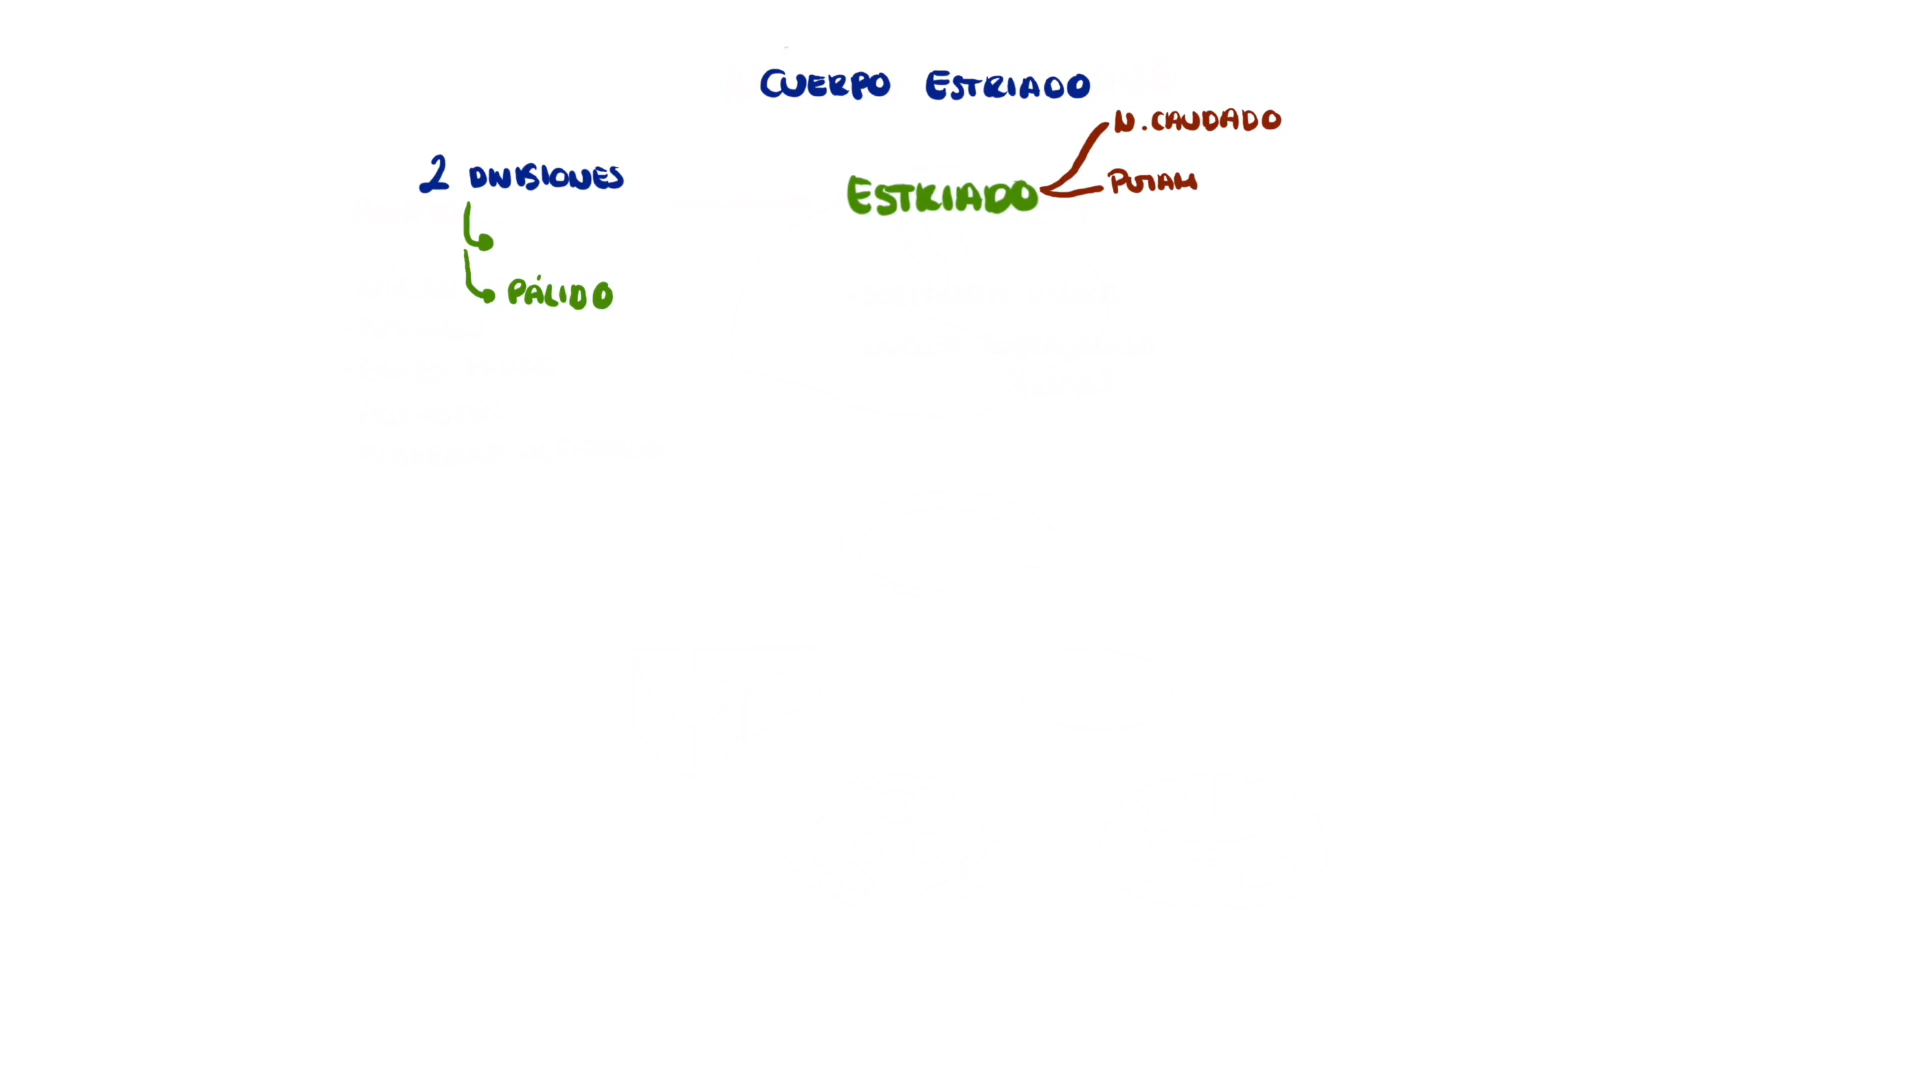 CUERPO ESTRIADO
2 DIVISIONES
PÁLIDO
ESTRIADO
N. CAUDADO
PUTAM